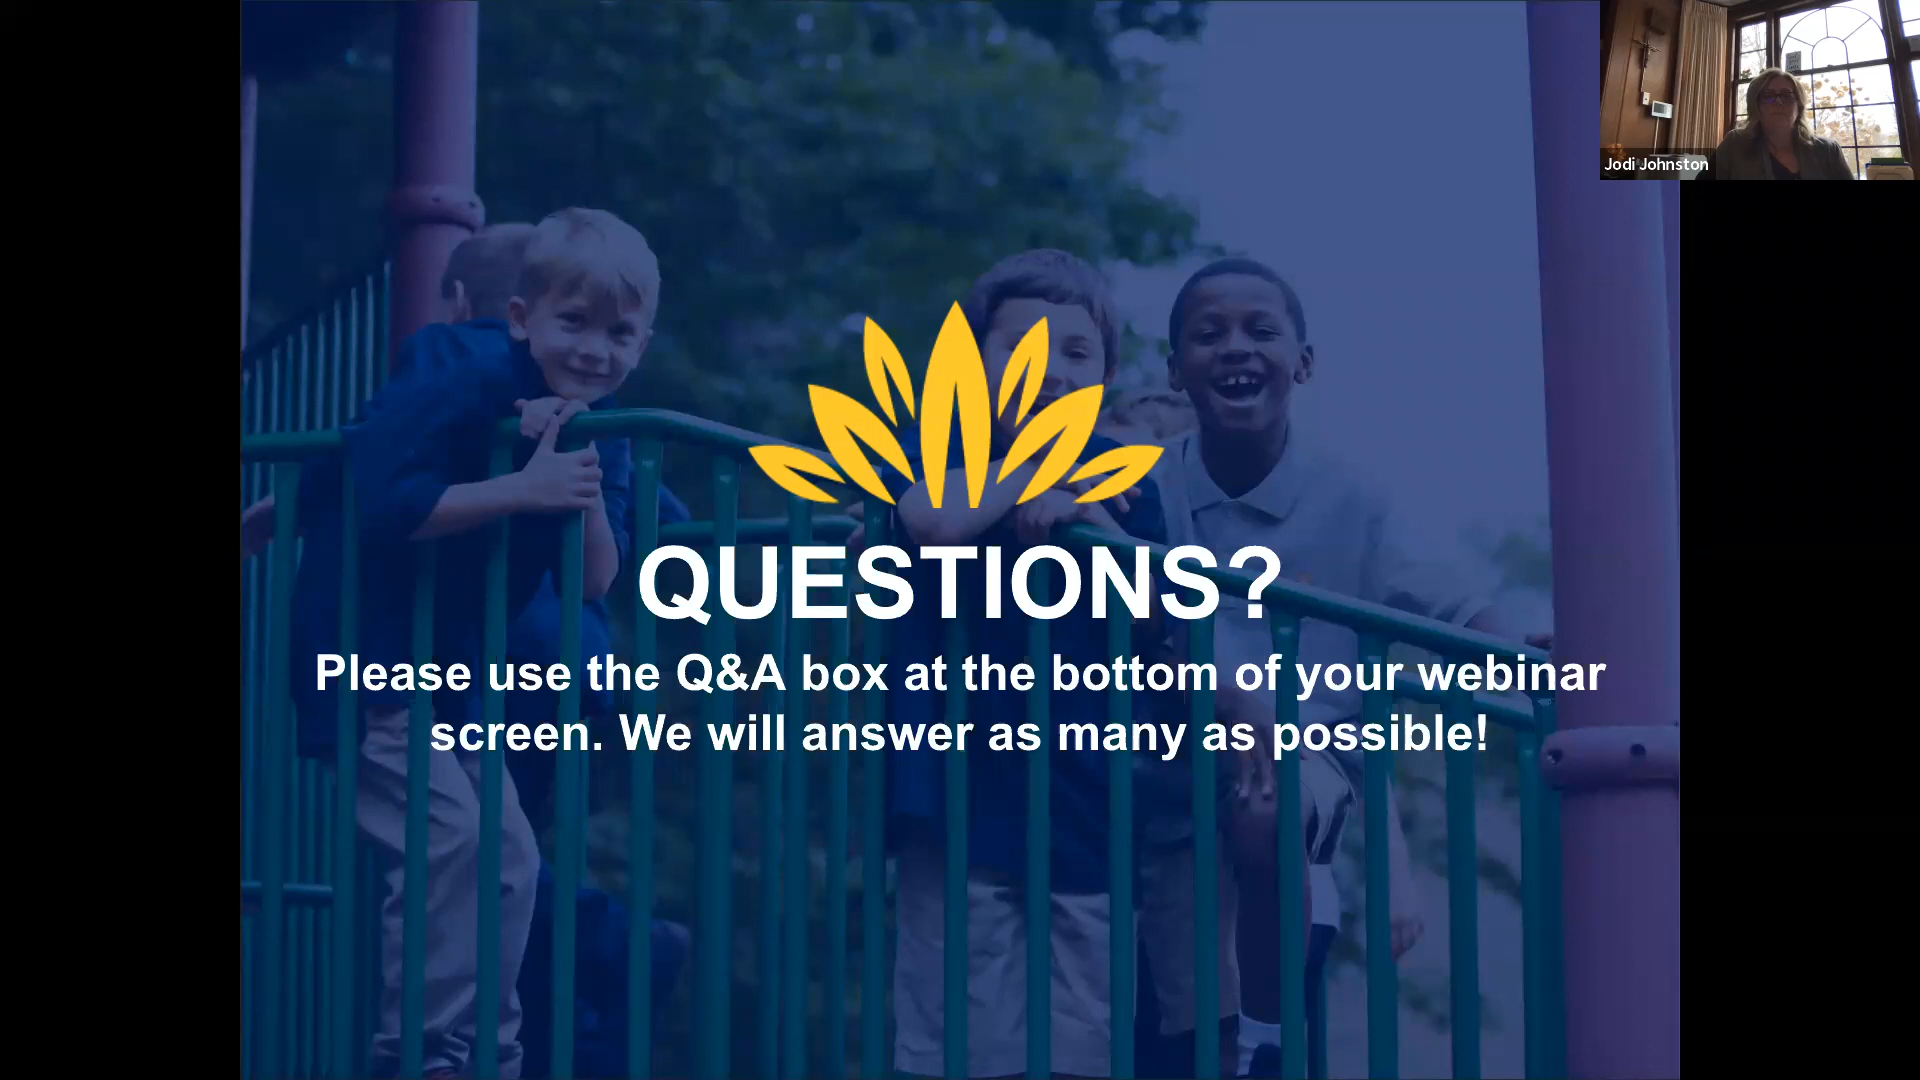 Jodi Johnston
QUESTIONS?
Please use the Q&A box at the bottom of your webinar
screen. We will answer as many as possible!